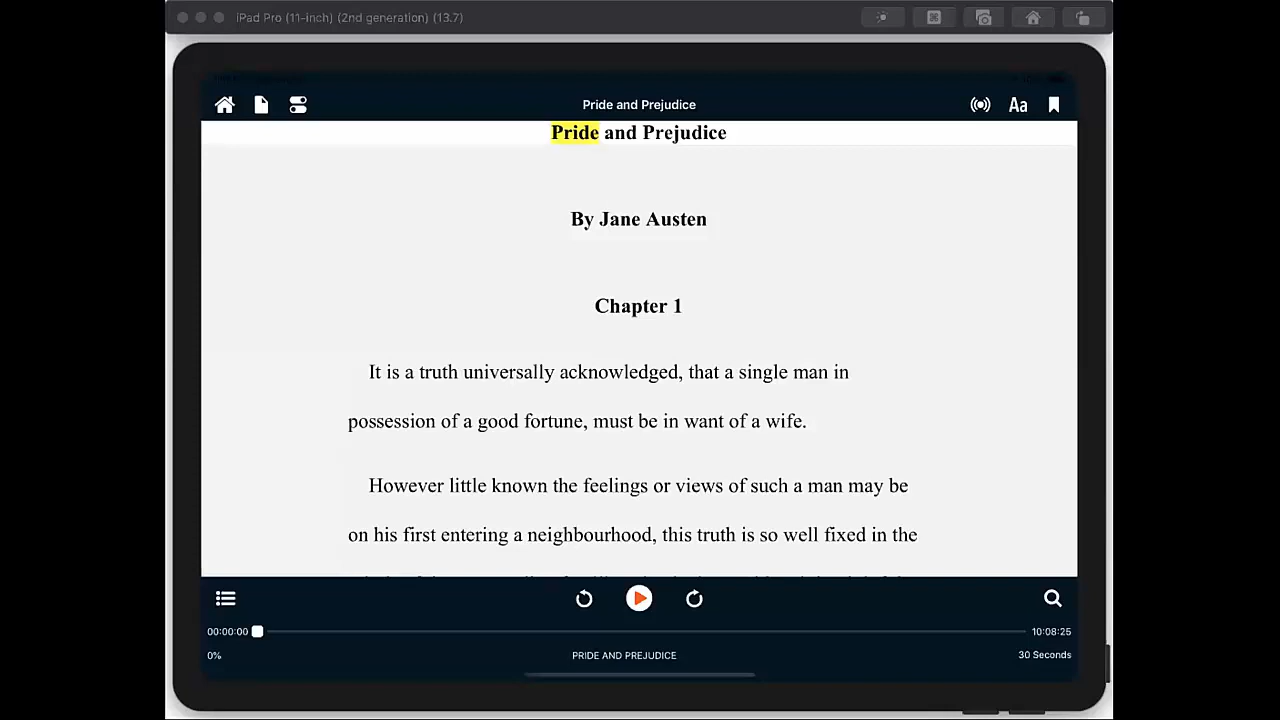 iPad Pro (11-inch) (2nd generation) (13.7)
Pride and Prejudice
Aa
Pride and Prejudice
By Jane Austen
Chapter 1
It is a truth universally acknowledged, that a single man in
possession of a good fortune, must be in want of a wife.
However little known the feelings or views of such a man may be
on his first entering a neighbourhood, this truth is so well fixed in the
00:00:00
10:08:25
0%
PRIDE AND PREJUDICE
30 Seconds